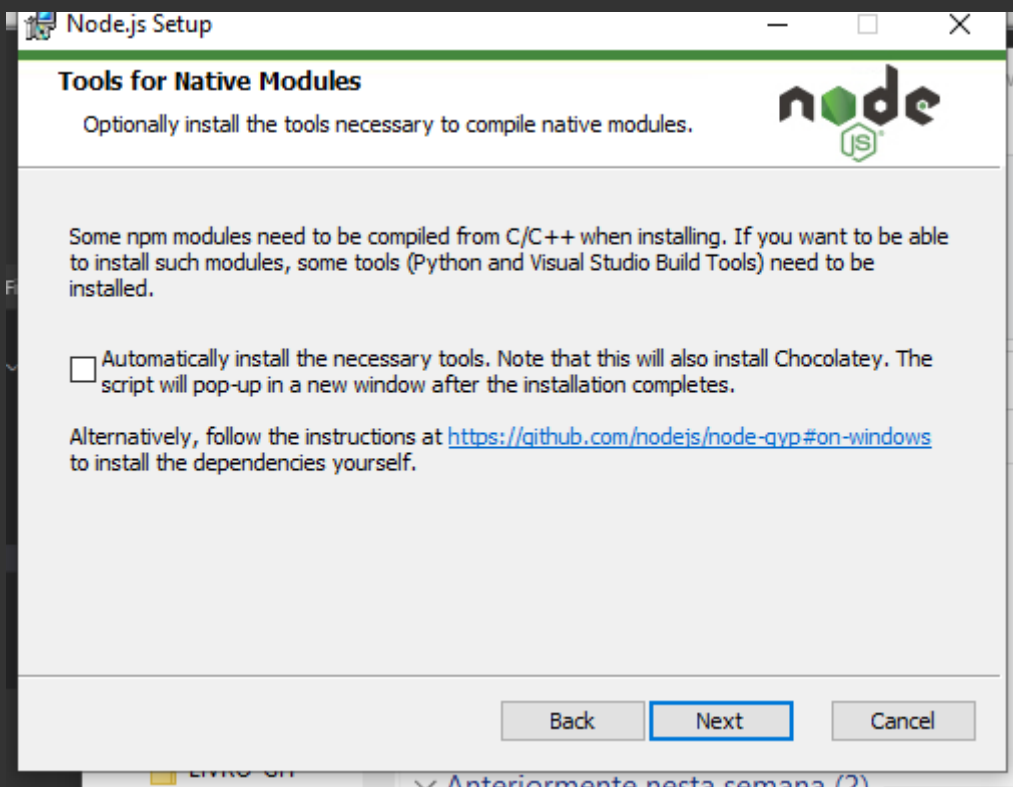 Node.js Setup
Tools for Native Modules
Optionally install the tools necessary to compile native modules.
node
JS
Some npm modules need to be compiled from C/C++ when installing. If you want to be able
to install such modules, some tools (Python and Visual Studio Build Tools) need to be
installed.
Automatically install the necessary tools. Note that this will also install Chocolatey. The
script will pop-up in a new window after the installation completes.
Alternatively, follow the instructions at https://github.com/nodejs/node-gyp#on-windows
to install the dependencies yourself.
Back
Next
Cancel
Anteriormente nesta semana (2)